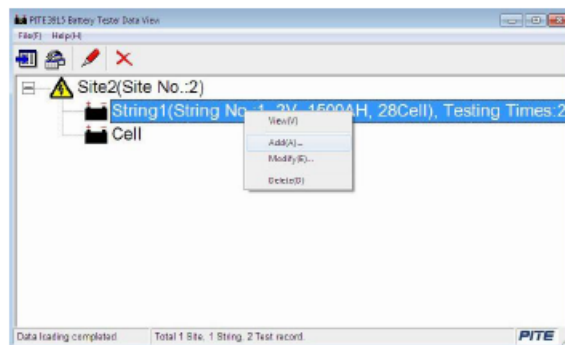 PITE3915 Battery Tester Data View
File(F) Help(H)
Site2(Site No.:2)
String1(String No.:1, 2V, 1500AH, 28Cell), Testing Times:2
Cell
View(V)
Add(A)...
Modify(E)...
Delete(D)
Data loading completed. Total 1 Site, 1 String, 2 Test record. PITE